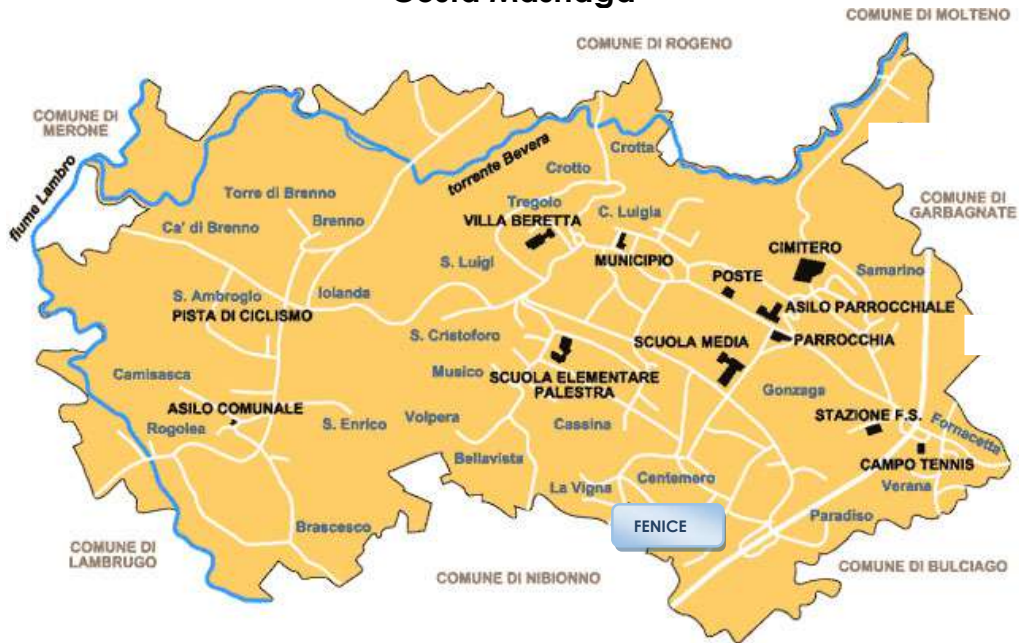 COMUNE DI MOLTENO
COMUNE DI ROGENO
COMUNE DI
MERONE
fiume Lambro
torrente Bevera
Crotta
Crotto
Torre di Brenno
Tregolo
C. Luigia
COMUNE DI
GARBAGNATE
Ca' di Brenno
Brenno
VILLA BERETTA
MUNICIPIO
CIMITERO
S. Luigi
POSTE
Samarino
S. Ambrogio
Iolanda
PISTA DI CICLISMO
ASILO PARROCCHIALE
S. Cristoforo
SCUOLA MEDIA
PARROCCHIA
Camisasca
Musico
SCUOLA ELEMENTARE
PALESTRA
Gonzaga
ASILO COMUNALE
Rogolea
S. Enrico
Volpera
Cassina
STAZIONE F.S.
Fornacetta
Bellavista
CAMPO TENNIS
La Vigna
Centemero
Verana
Brascesco
FENICE
Paradiso
COMUNE DI
LAMBRUGO
COMUNE DI NIBIONNO
COMUNE DI BULCIAGO